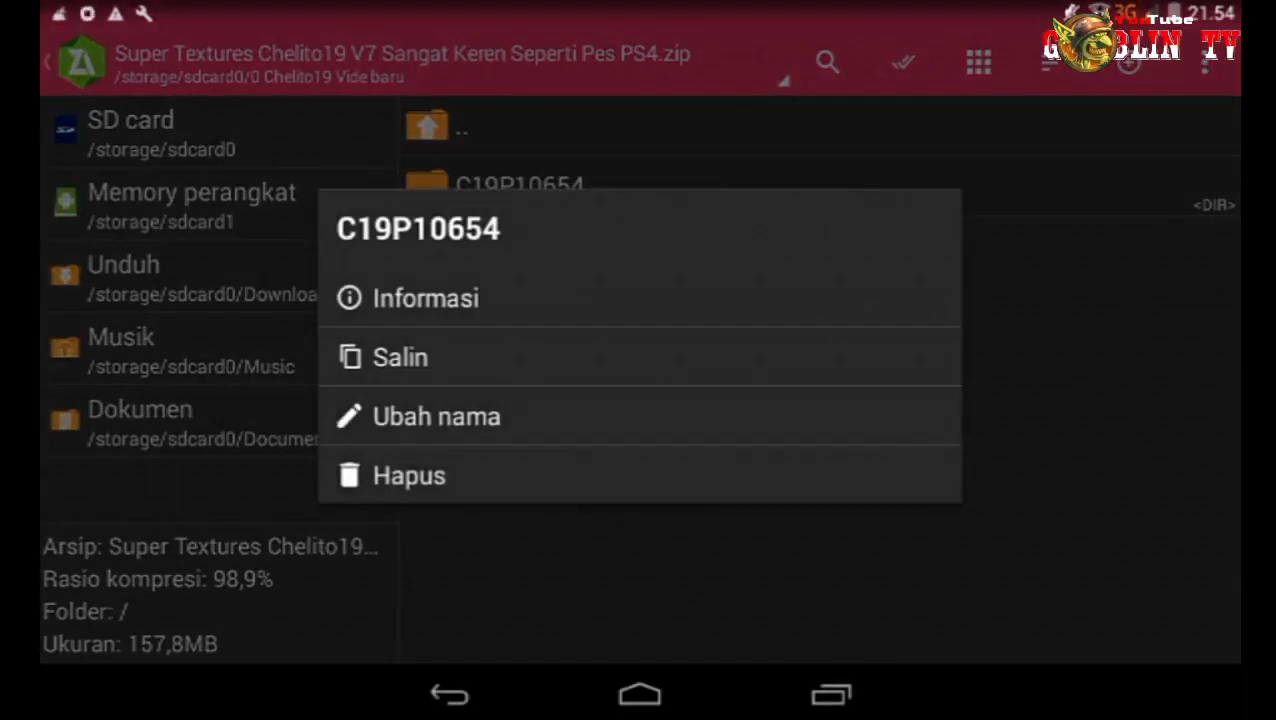 3G 21.54
YouTube
GOBLIN TV
Super Textures Chelito19 V7 Sangat Keren Seperti Pes PS4.zip
/storage/sdcard0/0 Chelito19 Vide baru
SD card
/storage/sdcard0
Memory perangkat
/storage/sdcard1
Unduh
/storage/sdcard0/Downloa
Musik
/storage/sdcard0/Music
Dokumen
/storage/sdcard0/Documen
Arsip: Super Textures Chelito19...
Rasio kompresi: 98,9%
Folder: /
Ukuran: 157,8MB
..
C19P10654
<DIR>
C19P10654
Informasi
Salin
Ubah nama
Hapus